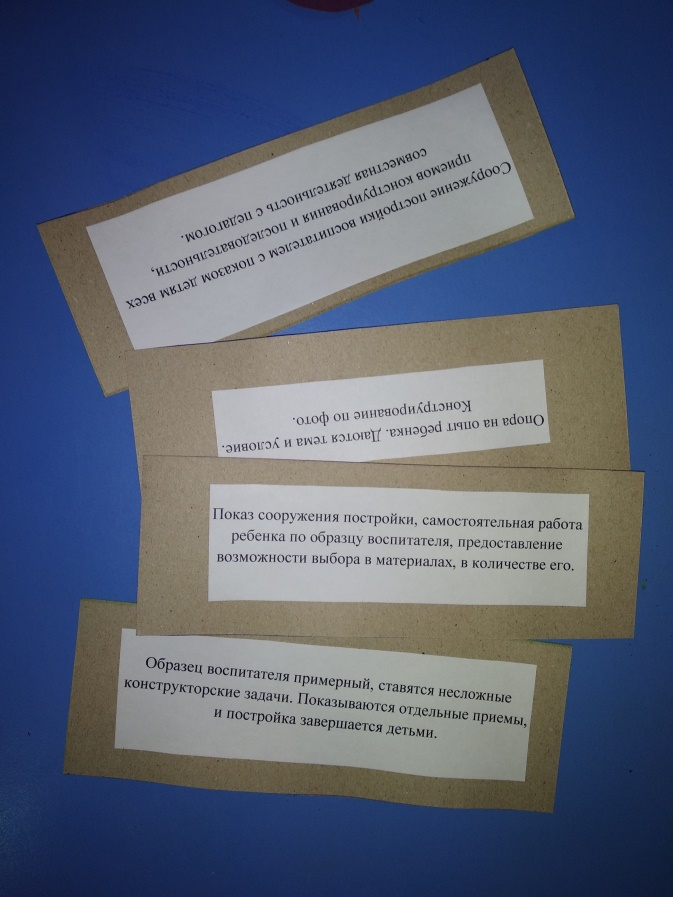 Сооружение постройки воспитателем с показом детям всех
приемов конструирования и последовательности,
совместная деятельность с педагогом.
Опора на опыт ребенка. Даются тема и условие.
Конструирование по фото.
Показ сооружения постройки, самостоятельная работа
ребенка по образцу воспитателя, предоставление
возможности выбора в материалах, в количестве его.
Образец воспитателя примерный, ставятся несложные
конструкторские задачи. Показываются отдельные приемы,
и постройка завершается детьми.